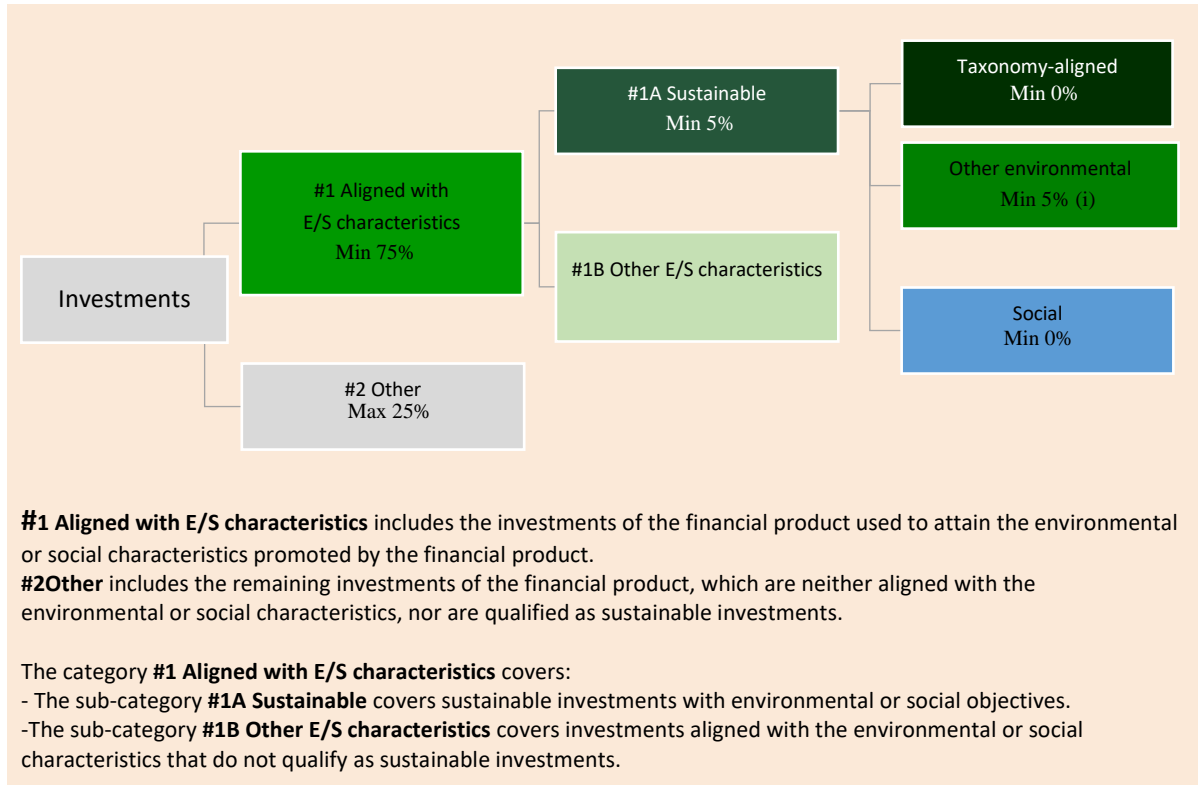 Investments
#1 Aligned with
E/S characteristics
Min 75%
#2 Other
Max 25%
#1A Sustainable
Min 5%
#1B Other E/S characteristics
Taxonomy-aligned
Min 0%
Other environmental
Min 5% (i)
Social
Min 0%
#1 Aligned with E/S characteristics includes the investments of the financial product used to attain the environmental
or social characteristics promoted by the financial product.
#2Other includes the remaining investments of the financial product, which are neither aligned with the
environmental or social characteristics, nor are qualified as sustainable investments.
The category #1 Aligned with E/S characteristics covers:
- The sub-category #1A Sustainable covers sustainable investments with environmental or social objectives.
-The sub-category #1B Other E/S characteristics covers investments aligned with the environmental or social
characteristics that do not qualify as sustainable investments.